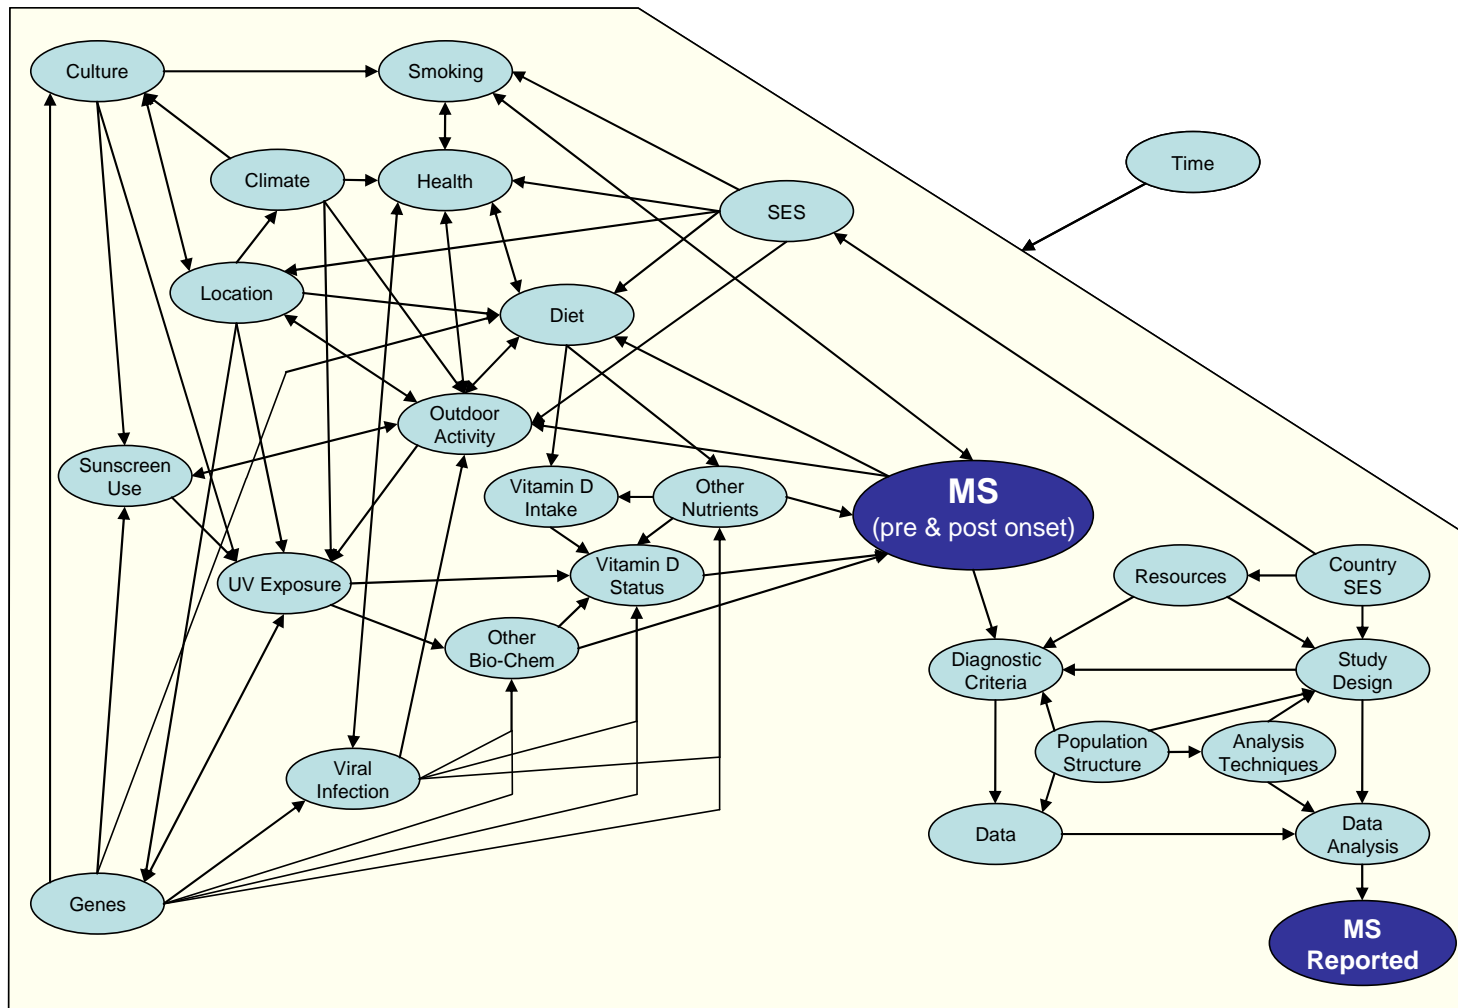 Culture
Smoking
Time
Climate
Health
SES
Location
Diet
Outdoor
Activity
Sunscreen
Use
Vitamin D
Intake
Other
Nutrients
MS
(pre & post onset)
UV Exposure
Vitamin D
Status
Resources
Country
SES
Other
Bio-Chem
Diagnostic
Criteria
Study
Design
Viral
Infection
Population
Structure
Analysis
Techniques
Data
Data
Analysis
Genes
MS
Reported